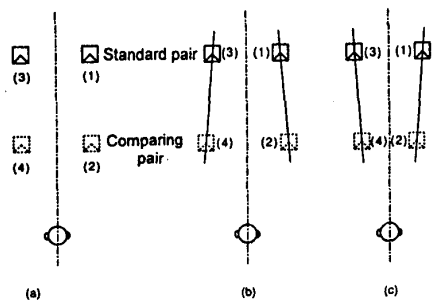 (3) (1) Standard pair (3) (1) (3) (1)
(4) (2) Comparing pair (4) (2) (4) (2)
(a) (b) (c)